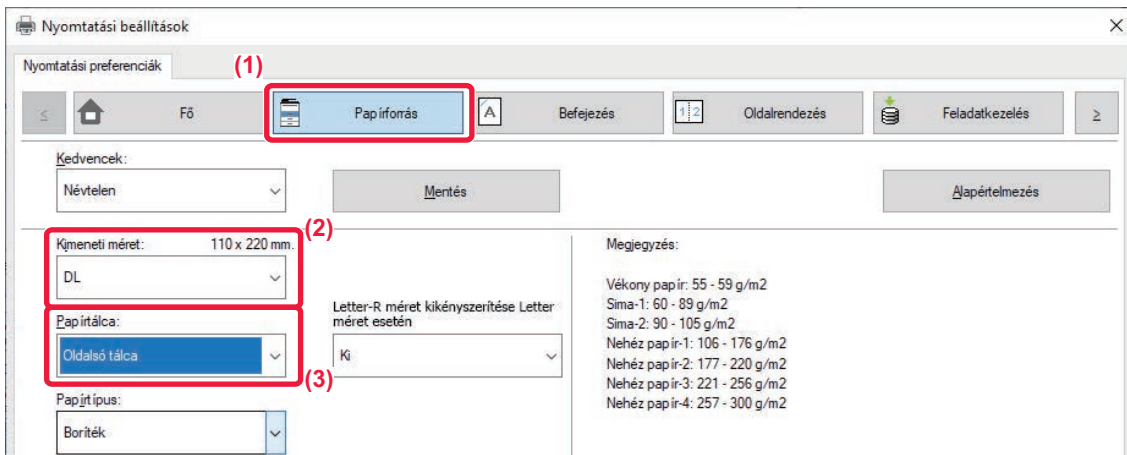 Nyomtatási beállítások
Nyomtatási preferenciák
(1)
≤ Fő Papírforrás A Befejezés 1 2 Oldalrendezés Feladatkezelés ≥
Kedvencek:
Névtelen Mentés Alapértelmezés
(2)
Kimeneti méret: 110 x 220 mm.
DL
Papírtálca:
Oldalsó tálca
(3)
Papírtípus:
Boríték
Letter-R méret kikényszerítése Letter
méret esetén
Ki
Megjegyzés:
Vékony papír: 55 - 59 g/m2
Sima-1: 60 - 89 g/m2
Sima-2: 90 - 105 g/m2
Nehéz papír-1: 106 - 176 g/m2
Nehéz papír-2: 177 - 220 g/m2
Nehéz papír-3: 221 - 256 g/m2
Nehéz papír-4: 257 - 300 g/m2